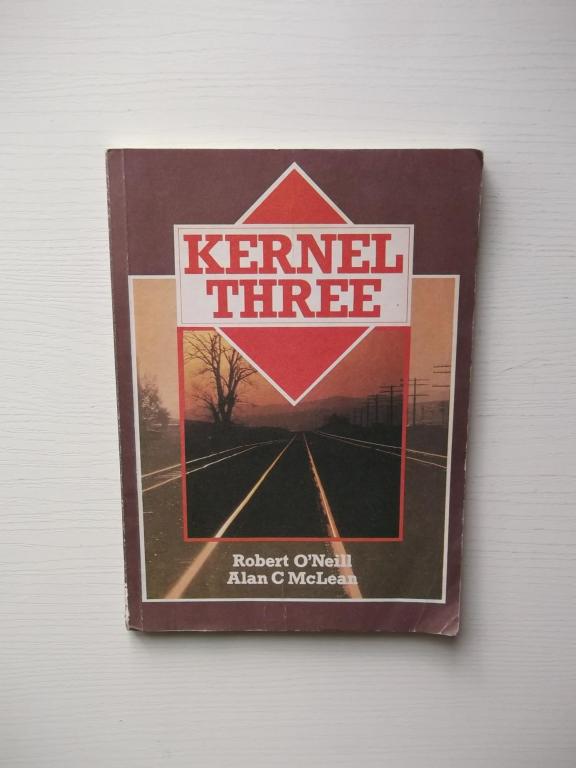 KERNEL
THREE
Robert O'Neill
Alan C McLean